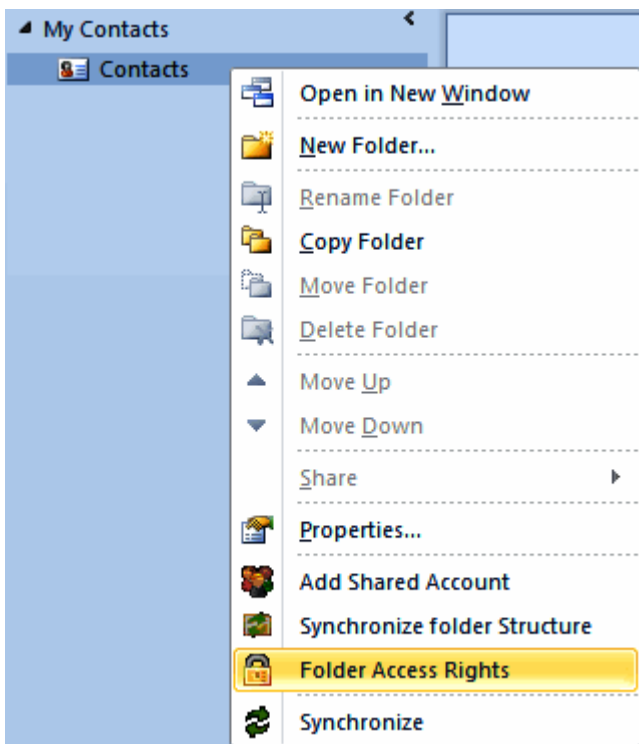 My Contacts
Contacts
Open in New Window
New Folder...
Rename Folder
Copy Folder
Move Folder
Delete Folder
Move Up
Move Down
Share
Properties...
Add Shared Account
Synchronize folder Structure
Folder Access Rights
Synchronize